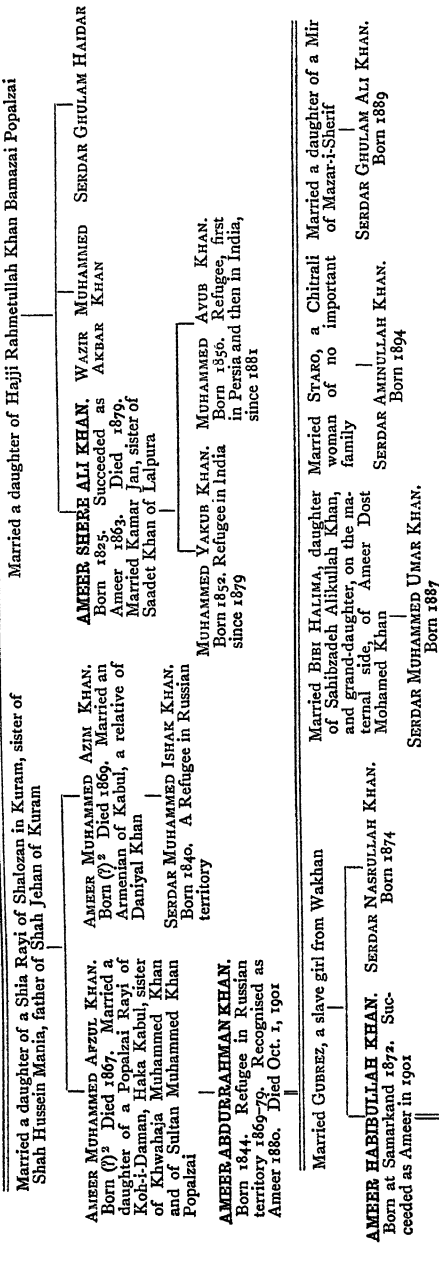 Married a daughter of a Shia Rayi of Shalozan in Kuram, sister of
Shah Hussein Mania, father of Shah Jehan of Kuram
Married a daughter of Hajji Rahmetullah Khan Bamazai Popalzai
AMEER MUHAMMED AFZUL KHAN.
Born (?)² Died 1867. Married a
daughter of a Popalzai Rayi of
Koh-i-Daman, Haka Kabul, sister
of Khwahaja Muhammed Khan
and of Sultan Muhammed Khan
Popalzai
AMEER MUHAMMED AZIM KHAN.
Born (?)² Died 1869. Married an
Armenian of Kabul, a relative of
Daniyal Khan
AMEER SHERE ALI KHAN.
Born 1825. Succeeded as
Ameer 1863. Died 1879.
Married Kamar Jan, sister of
Saadet Khan of Lalpura
WAZIR MUHAMMED
AKBAR KHAN
SERDAR GHULAM HAIDAR
AMEER ABDURRAHMAN KHAN.
Born 1844. Refugee in Russian
territory 1869-79. Recognised as
Ameer 1880. Died Oct. 1, 1901
SERDAR MUHAMMED ISHAK KHAN.
Born 1840. A Refugee in Russian
territory
MUHAMMED YAKUB KHAN.
Born 1852. Refugee in India
since 1879
MUHAMMED AYUB KHAN.
Born 1856. Refugee, first
in Persia and then in India,
since 1881
Married GUBREZ, a slave girl from Wakhan
Married BIBI HALIMA, daughter
of Sahibzadeh Alikullah Khan,
and grand-daughter, on the ma-
ternal side, of Ameer Dost
Mohamed Khan
Married STARO, a Chitrali
woman of no important
family
Married a daughter of a Mir
of Mazar-i-Sherif
AMEER HABIBULLAH KHAN.
Born at Samarkand 1872. Suc-
ceeded as Ameer in 1901
SERDAR NASRULLAH KHAN.
Born 1874
SERDAR MUHAMMED UMAR KHAN.
Born 1887
SERDAR AMINULLAH KHAN.
Born 1894
SERDAR GHULAM ALI KHAN.
Born 1889